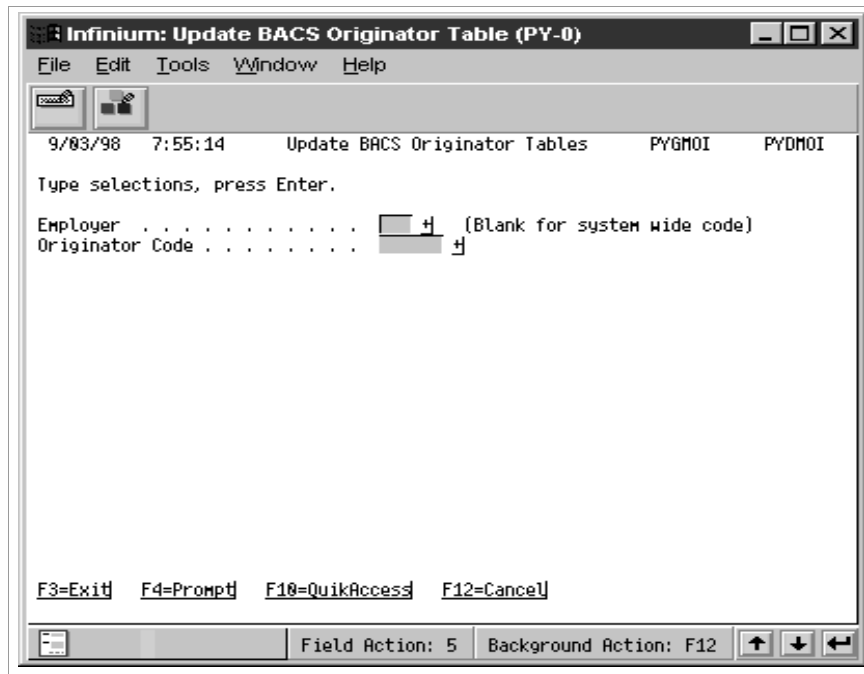 Infinium: Update BACS Originator Table (PY-0)
File Edit Tools Window Help
9/03/98 7:55:14 Update BACS Originator Tables PYGMOI PYDMOI
Type selections, press Enter.
Employer . . . . . . . . . . . . + (Blank for system wide code)
Originator Code . . . . . . . . +
F3=Exit F4=Prompt F10=QuikAccess F12=Cancel
Field Action: 5 Background Action: F12